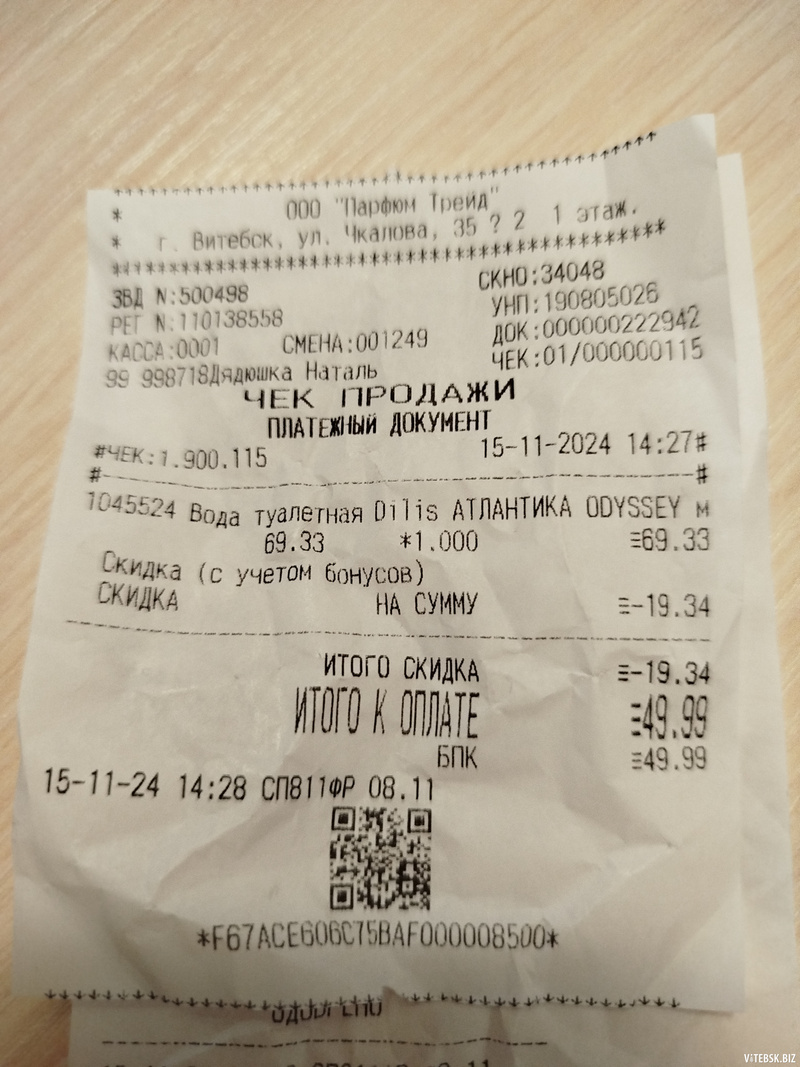 * ООО "Парфюм Трейд"
* г. Витебск, ул. Чкалова, 35 ? 2 1 этаж.
ЗВД N:500498 СКНО:34048
РЕГ N:110138558 УНП:190805026
КАССА:0001 СМЕНА:001249 ДОК:000000222942
99 998718Дядюшка Наталь ЧЕК:01/000000115
ЧЕК ПРОДАЖИ
ПЛАТЕЖНЫЙ ДОКУМЕНТ
#ЧЕК:1.900.115 15-11-2024 14:27#
#--------#
1045524 Вода туалетная Dilis АТЛАНТИКА ODYSSEY м
69.33 *1.000 ≡69.33
Скидка (с учетом бонусов)
СКИДКА НА СУММУ ≡-19.34
ИТОГО СКИДКА ≡-19.34
ИТОГО К ОПЛАТЕ ≡49.99
БПК ≡49.99
15-11-24 14:28 СП811ФР 08.11
*F67ACE606C75BAF000008500*
VITEBSK.BIZ